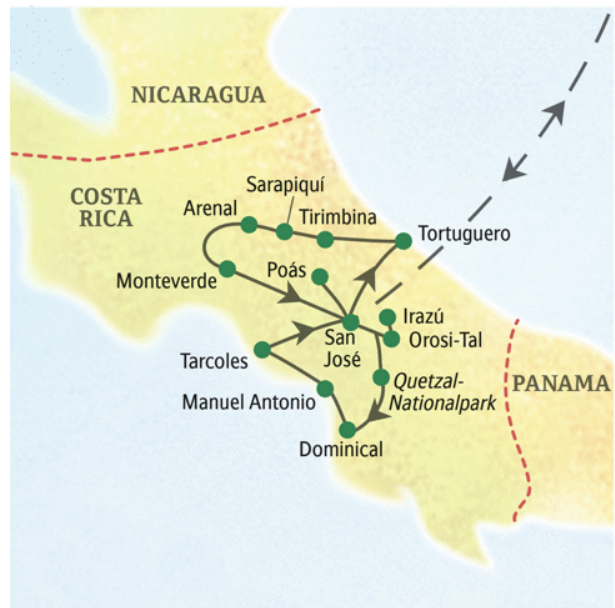 NICARAGUA
COSTA
RICA
Sarapiquí
Arenal
Tirimbina
Tortuguero
Monteverde
Poás
Irazú
San
José
Orosi-Tal
Tarcoles
Quetzal-
Nationalpark
PANAMA
Manuel Antonio
Dominical